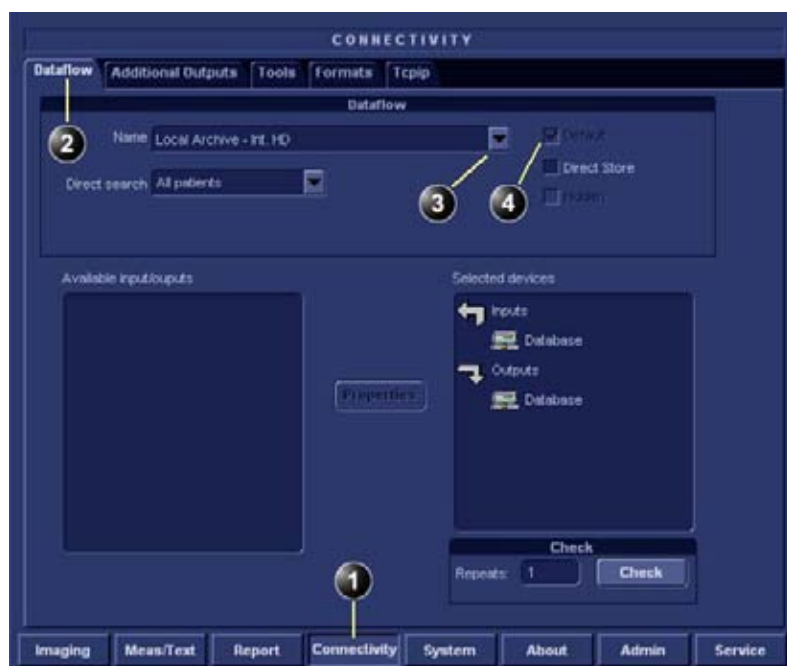 CONNECTIVITY
Dataflow Additional Outputs Tools Formats Tcpip
Dataflow
2
Name Local Archive - Int. HD Default
Direct Store
3 4
Direct search All patients Hidden
Available input/ouputs Selected devices
Inputs
Database
Properties Outputs
Database
Check
1
Repeats: 1 Check
Imaging Meas/Text Report Connectivity System About Admin Service